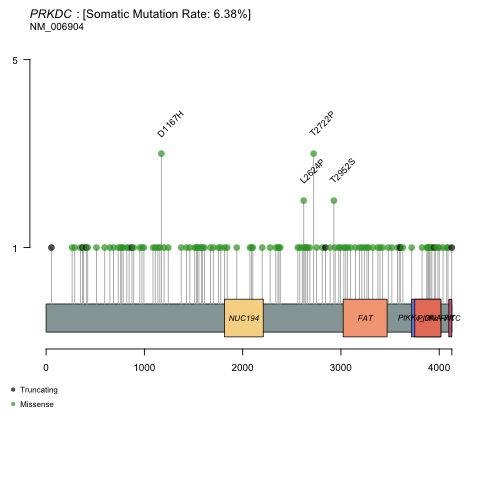 PRKDC : [Somatic Mutation Rate: 6.38%]
NM_006904
5
D1167H
T2722P
L2624P
T2952S
1
NUC194
FAT
0
1000
2000
3000
4000
Truncating
Missense